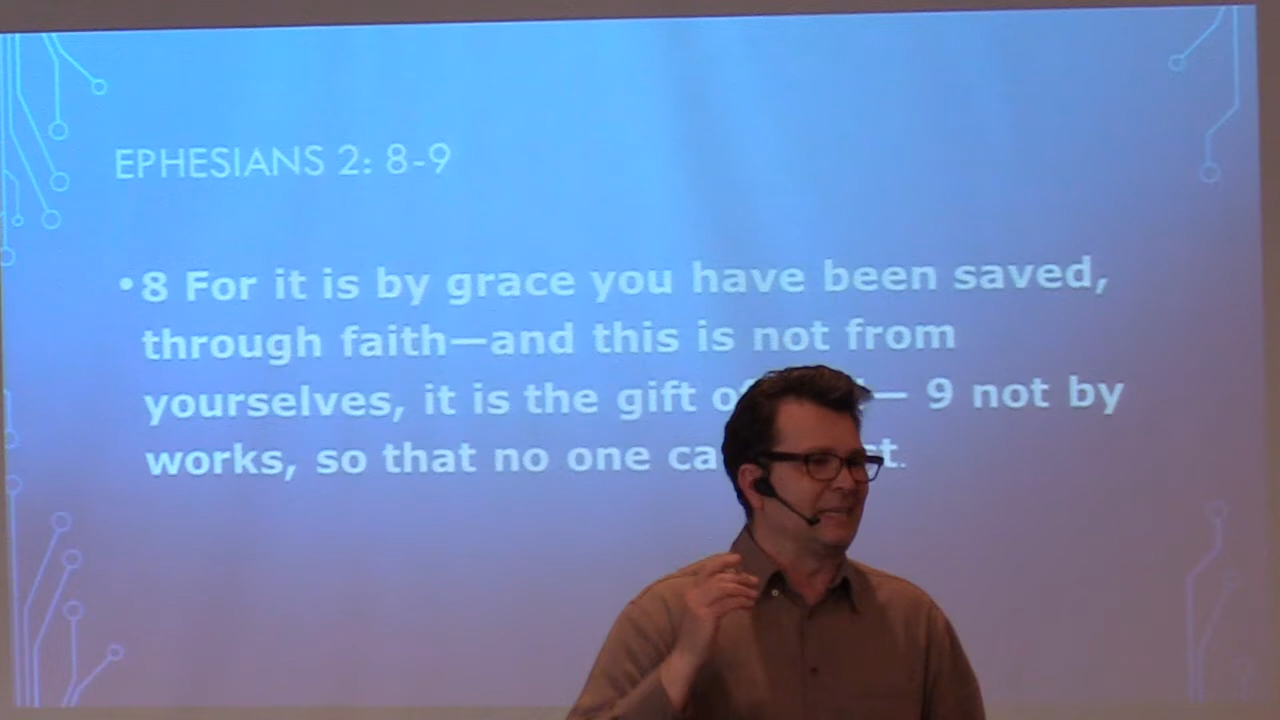 EPHESIANS 2: 8-9
•8 For it is by grace you have been saved,
through faith—and this is not from
yourselves, it is the gift — 9 not by
works, so that no one